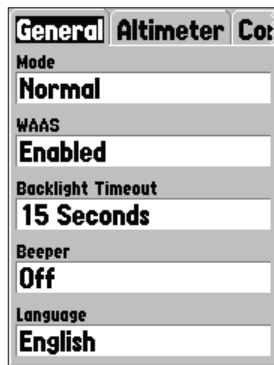 General Altimeter
Mode
Normal
WAAS
Enabled
Backlight Timeout
15 Seconds
Beeper
Off
Language
English